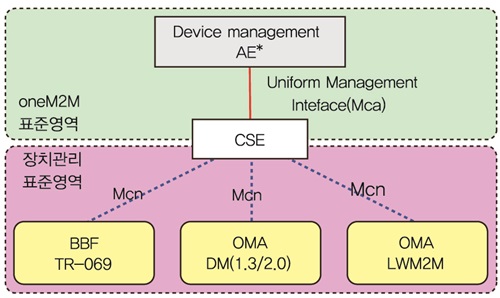 Device management
AE*
Uniform Management
Inteface(Mca)
oneM2M
표준영역
CSE
장치관리
표준영역
Mcn
Mcn
Mcn
BBF
TR-069
OMA
DM(1.3/2.0)
OMA
LWM2M